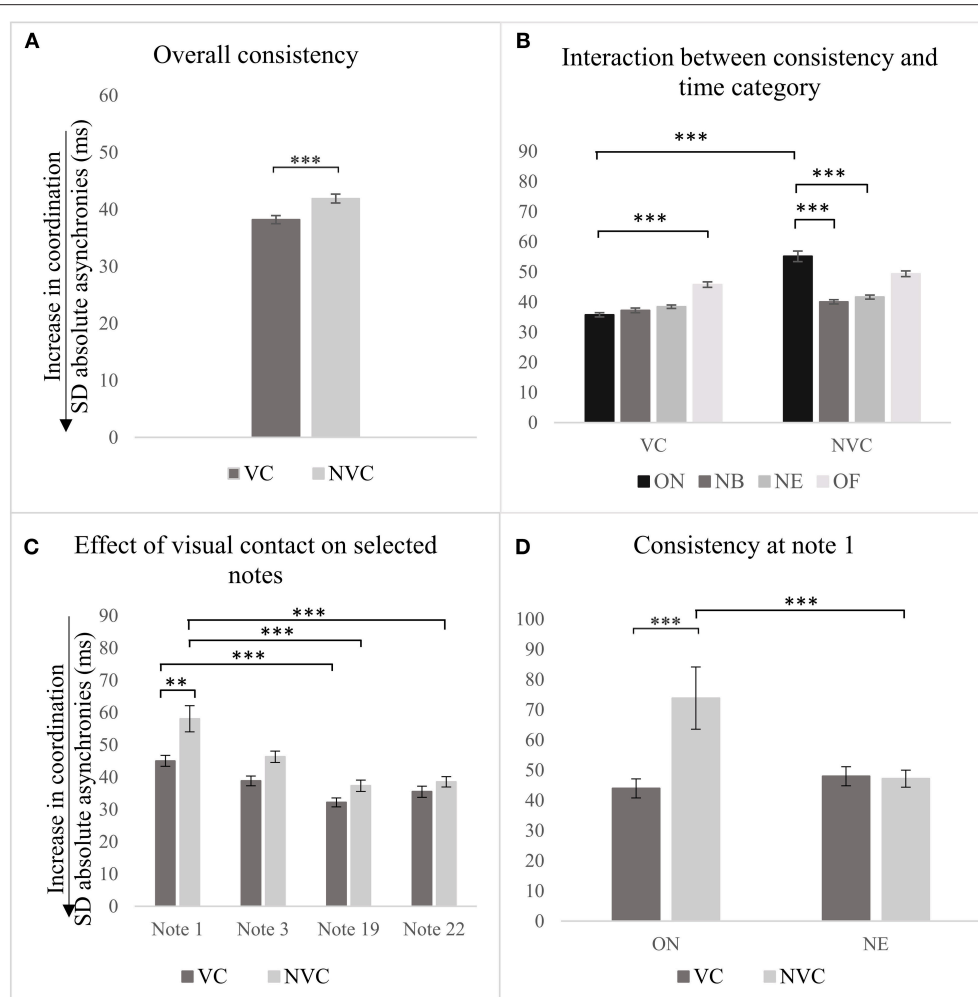 A
Overall consistency
Increase in coordination
SD absolute asynchronies (ms)
60
50
40
30
20
10
0
***
VC NVC
B
Interaction between consistency and
time category
90
80
70
60
50
40
30
20
10
0
***
***
***
***
VC NVC
ON NB NE OF
C
Effect of visual contact on selected
notes
Increase in coordination
SD absolute asynchronies (ms)
90
80
70
60
50
40
30
20
10
0
***
***
***
**
Note 1 Note 3 Note 19 Note 22
VC NVC
D
Consistency at note 1
100
90
80
70
60
50
40
30
20
10
0
***
***
ON NE
VC NVC